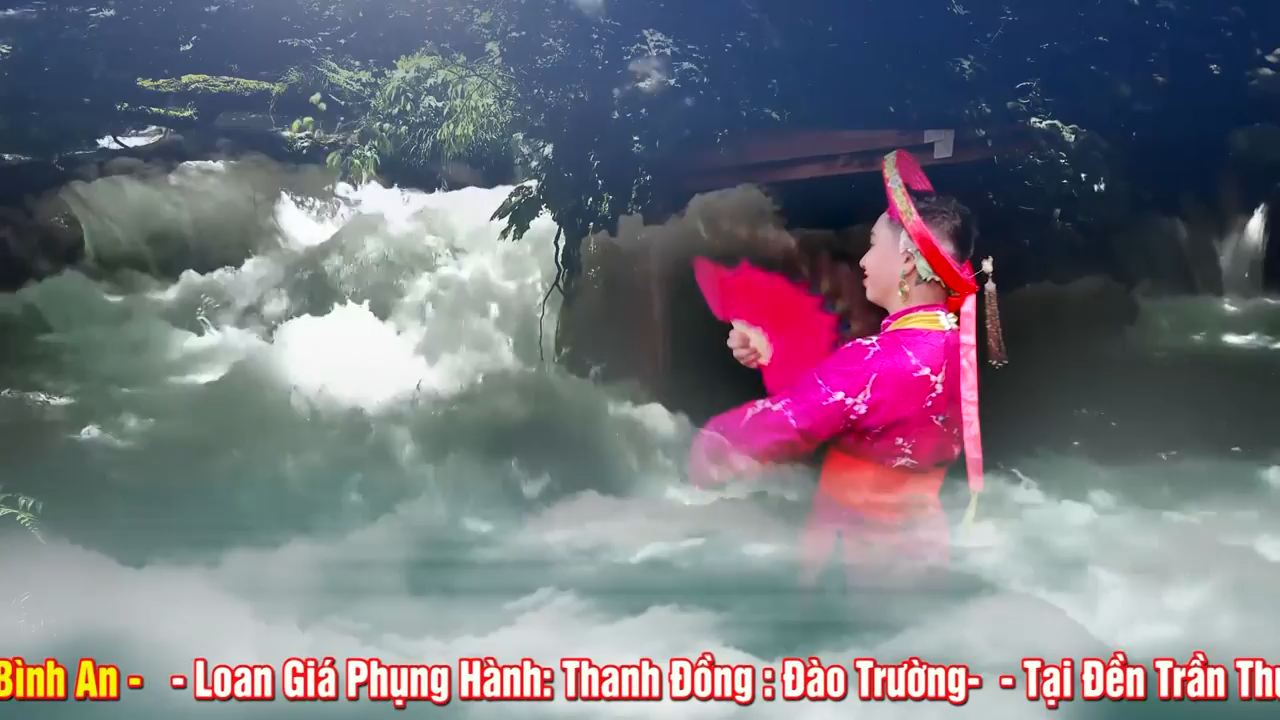 Bình An -   - Loan Giá Phụng Hành: Thanh Đồng : Đào Trường-  - Tại Đền Trần